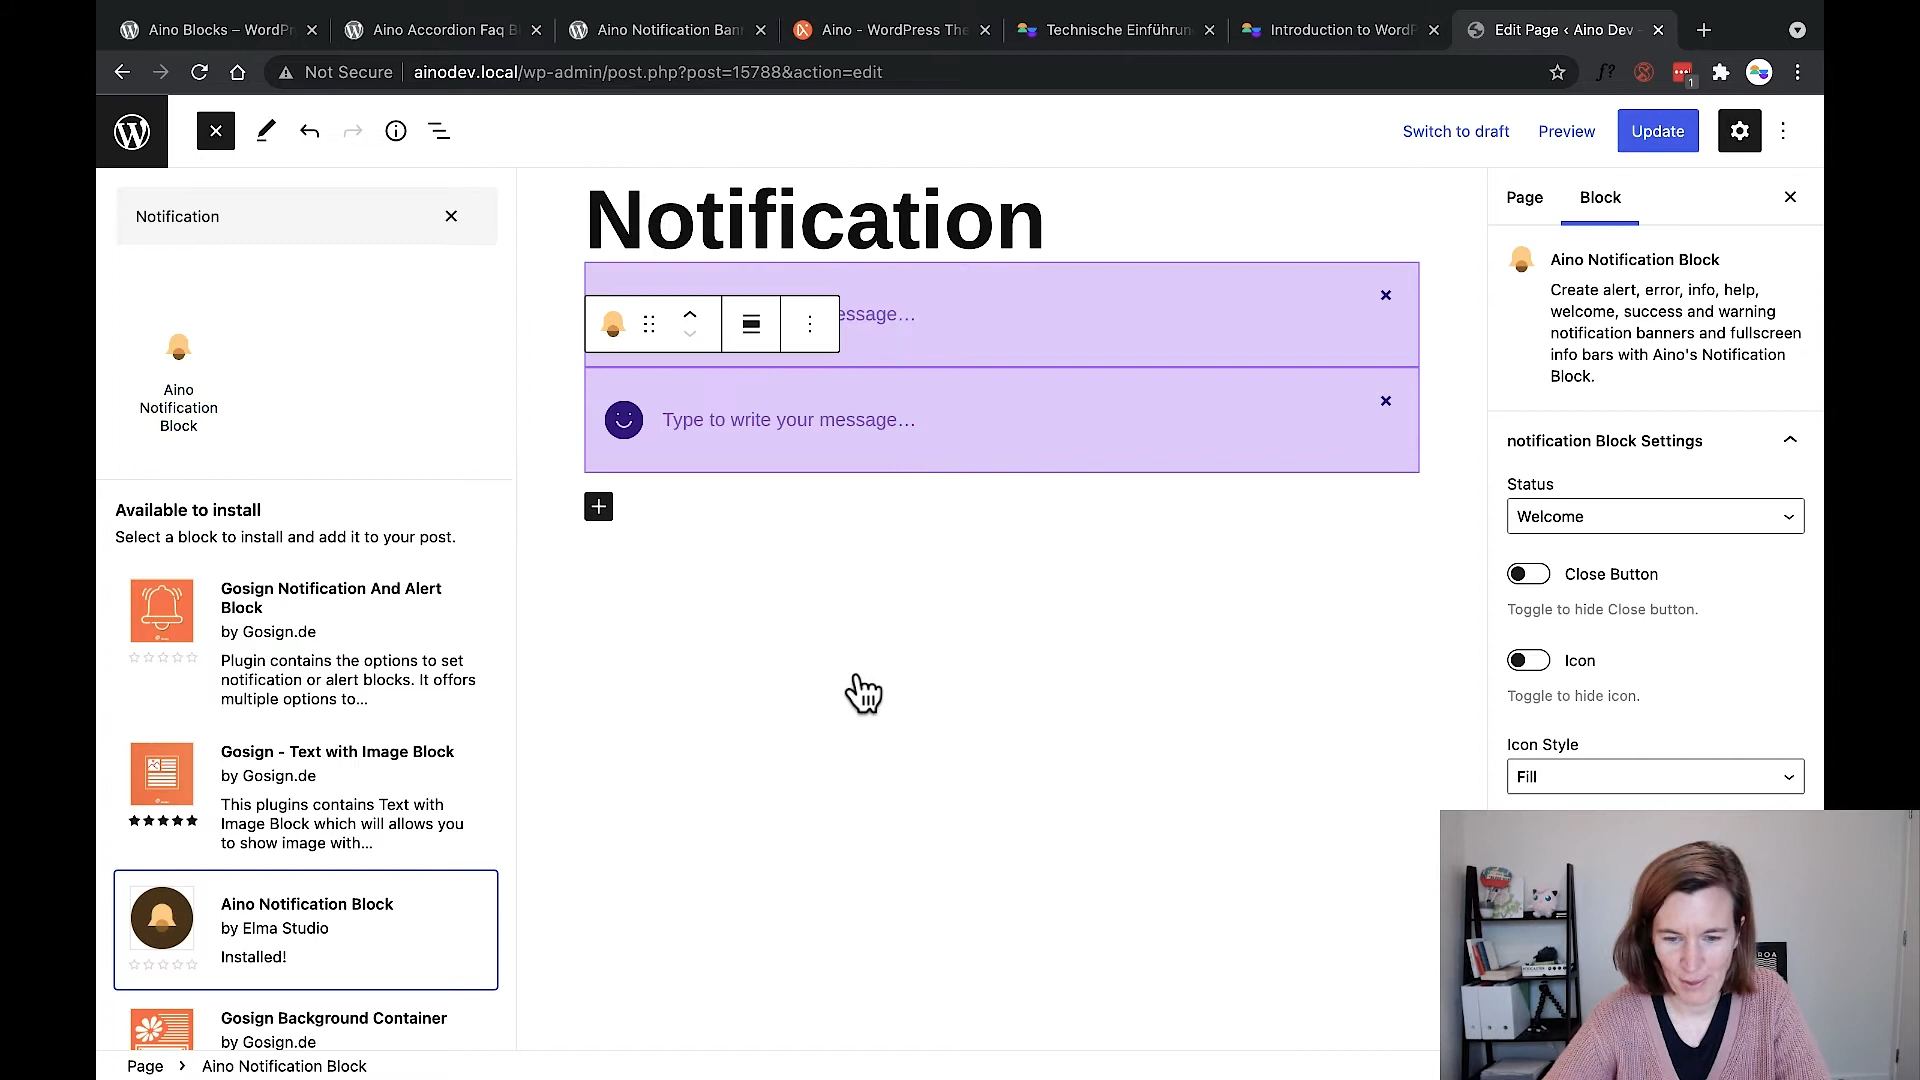 Aino Blocks – WordPr
Aino Accordion Faq B
Aino Notification Ban
Aino - WordPress The
Technische Einführun
Introduction to WordP
Edit Page ‹ Aino Dev -
Not Secure
ainodev.local/wp-admin/post.php?post=15788&action=edit
f?
1
Switch to draft
Preview
Update
Notification
Aino
Notification
Block
Available to install
Select a block to install and add it to your post.
Gosign Notification And Alert
Block
by Gosign.de
Plugin contains the options to set
notification or alert blocks. It offors
multiple options to...
Gosign - Text with Image Block
by Gosign.de
This plugins contains Text with
Image Block which will allows you
to show image with...
Aino Notification Block
by Elma Studio
Installed!
Gosign Background Container
by Gosign.de
Page › Aino Notification Block
Notification
essage…
Type to write your message…
Page
Block
Aino Notification Block
Create alert, error, info, help,
welcome, success and warning
notification banners and fullscreen
info bars with Aino's Notification
Block.
notification Block Settings
Status
Welcome
Close Button
Toggle to hide Close button.
Icon
Toggle to hide icon.
Icon Style
Fill